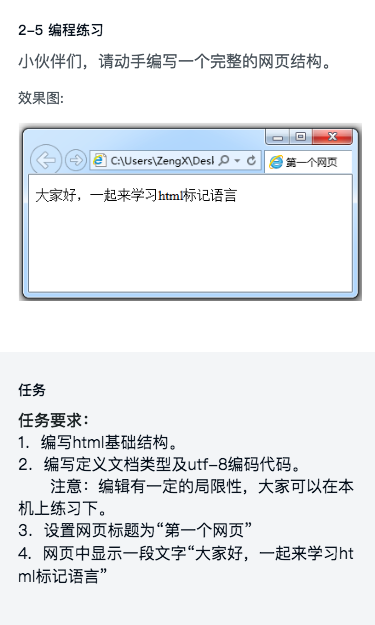 2-5 编程练习
小伙伴们，请动手编写一个完整的网页结构。
效果图:
C:\Users\ZengX\Desl
第一个网页
大家好，一起来学习html标记语言
任务
任务要求：
1. 编写html基础结构。
2. 编写定义文档类型及utf-8编码代码。
注意：编辑有一定的局限性，大家可以在本
机上练习下。
3. 设置网页标题为“第一个网页”
4. 网页中显示一段文字“大家好，一起来学习ht
ml标记语言”